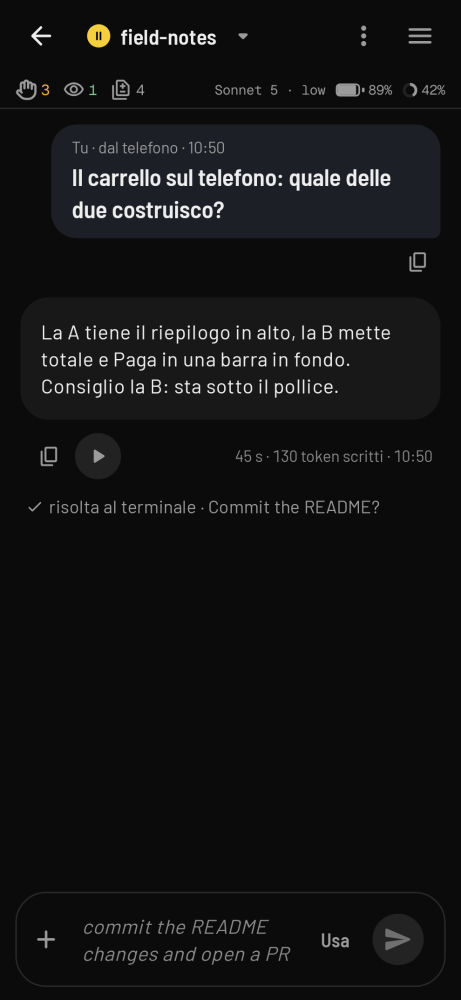 field-notes
3 1 4 Sonnet 5 · low 89% 42%
Tu · dal telefono · 10:50
Il carrello sul telefono: quale delle
due costruisco?
La A tiene il riepilogo in alto, la B mette
totale e Paga in una barra in fondo.
Consiglio la B: sta sotto il pollice.
45 s · 130 token scritti · 10:50
✓ risolta al terminale · Commit the README?
commit the README
changes and open a PR
Usa